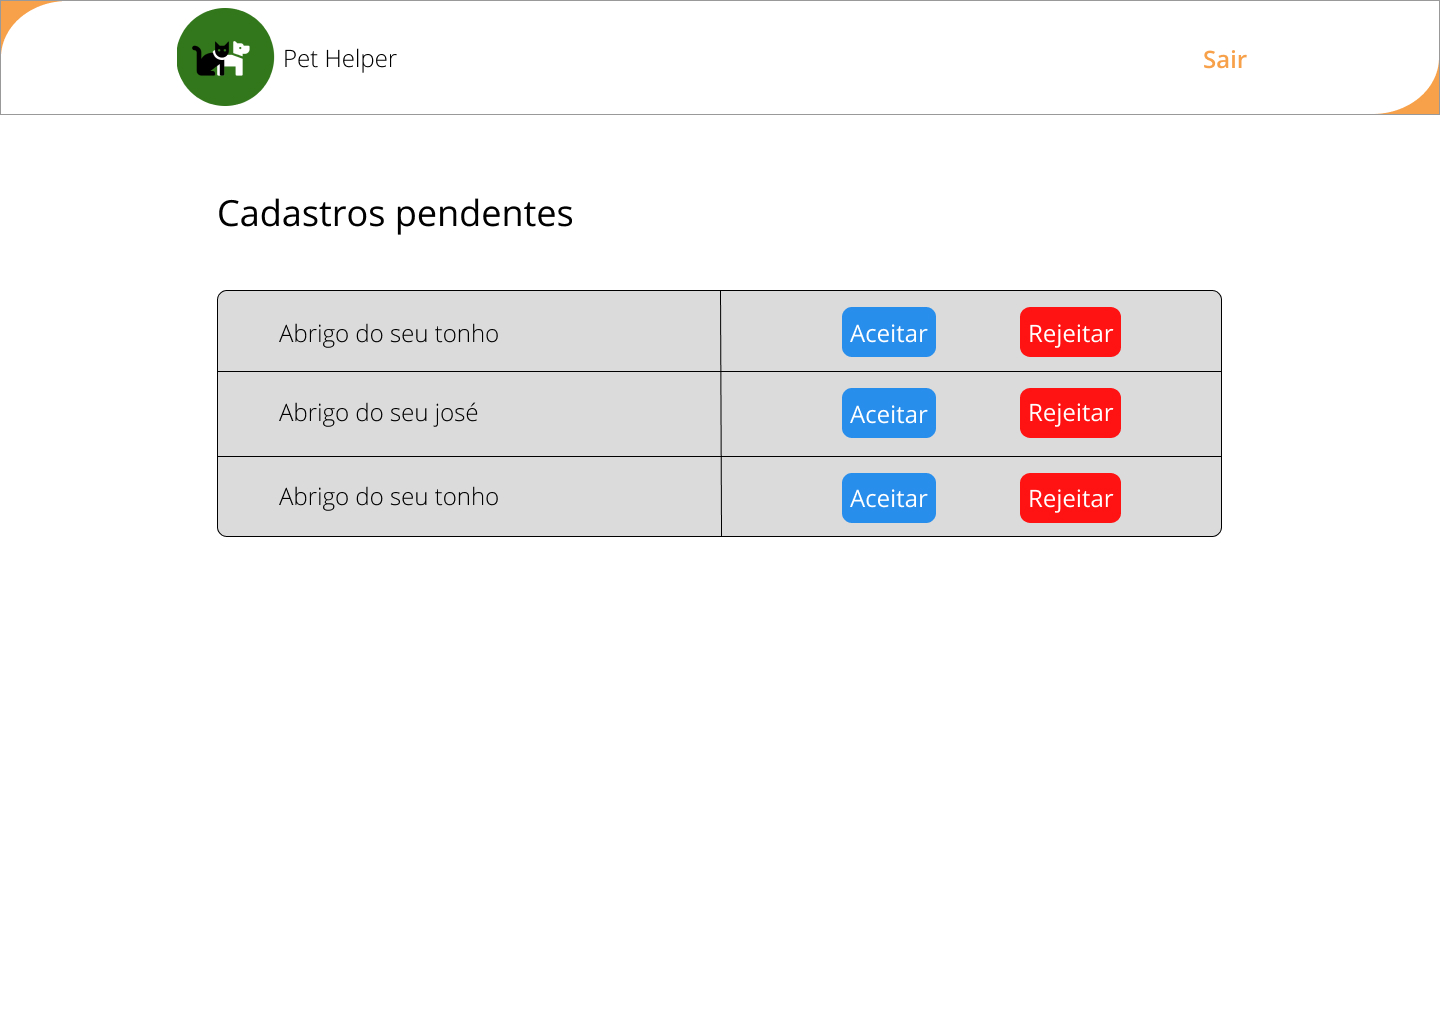 Pet Helper
Sair
Cadastros pendentes
Abrigo do seu tonho Aceitar Rejeitar
Abrigo do seu josé Aceitar Rejeitar
Abrigo do seu tonho Aceitar Rejeitar